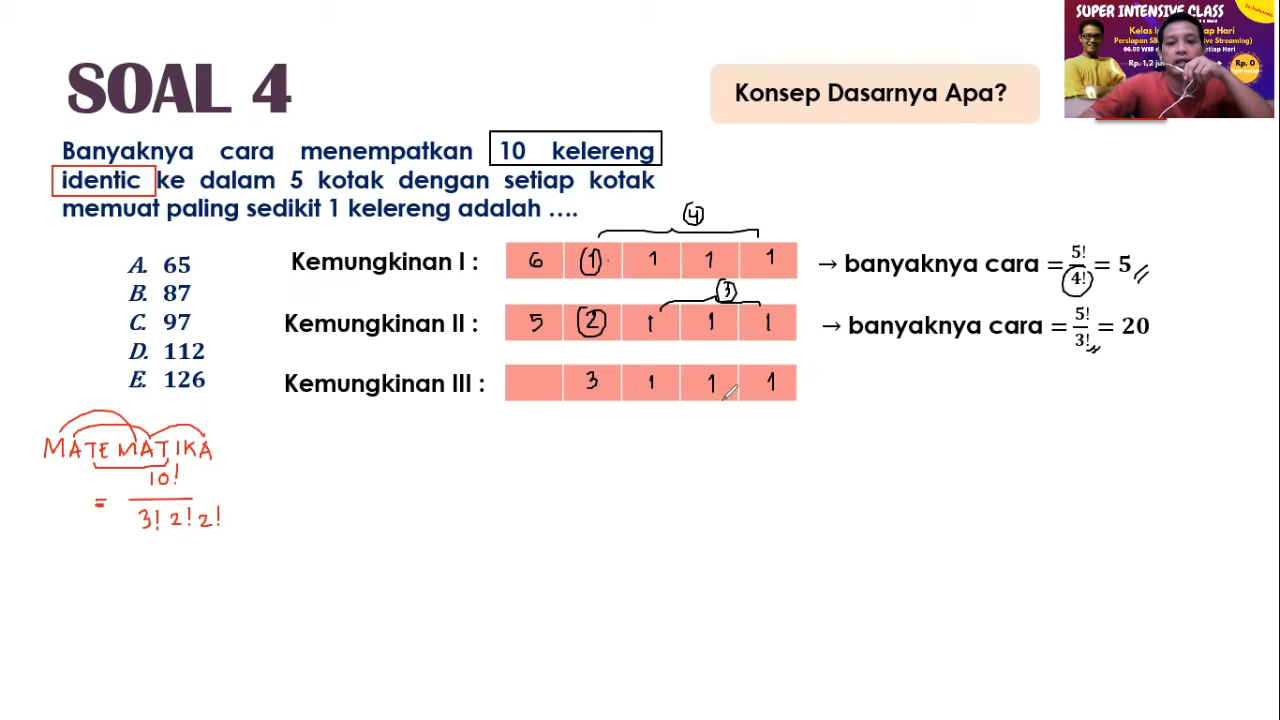 SUPER INTENSIVE CLASS
SOAL 4
Konsep Dasarnya Apa?
Banyaknya cara menempatkan 10 kelereng
identic ke dalam 5 kotak dengan setiap kotak
memuat paling sedikit 1 kelereng adalah ….
A. 65
B. 87
C. 97
D. 112
E. 126
4
Kemungkinan I : 6 1 1 1 1 → banyaknya cara = 5!/4! = 5
3
Kemungkinan II : 5 2 1 1 1 → banyaknya cara = 5!/3! = 20
Kemungkinan III : 3 1 1 1
MATEMATIKA
= 10!/3! 2! 2!